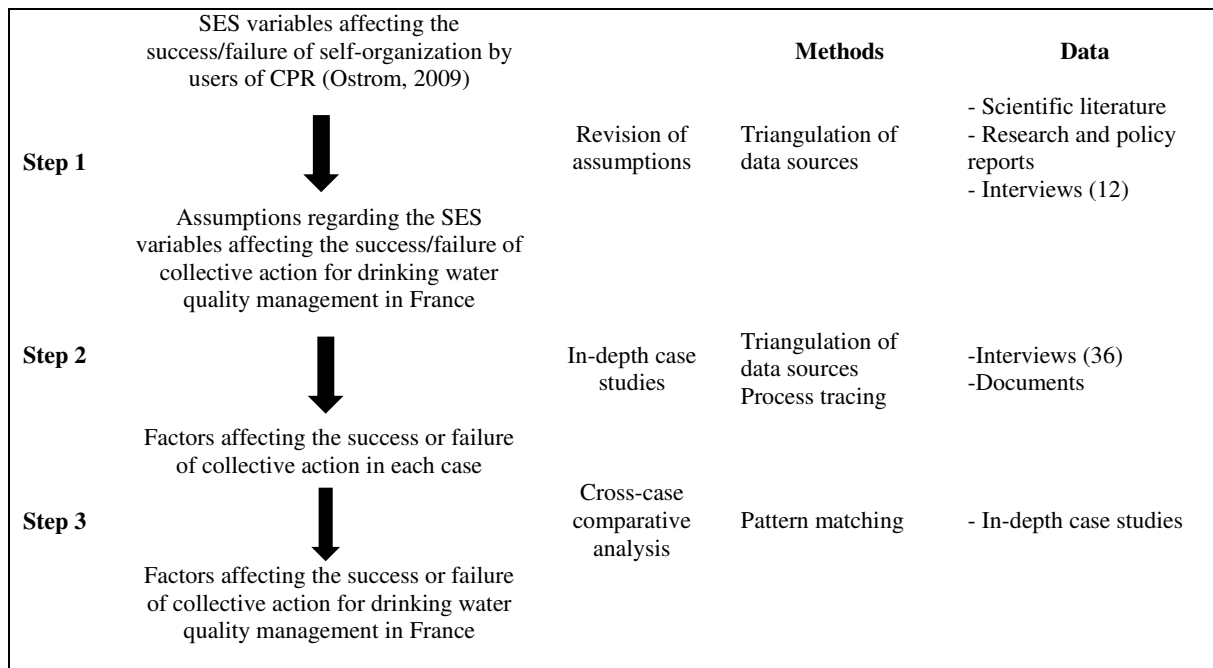 SES variables affecting the
success/failure of self-organization by
users of CPR (Ostrom, 2009)
Methods
Data
Step 1
Revision of
assumptions
Triangulation of
data sources
- Scientific literature
- Research and policy
reports
- Interviews (12)
Assumptions regarding the SES
variables affecting the success/failure of
collective action for drinking water
quality management in France
Step 2
In-depth case
studies
Triangulation of
data sources
Process tracing
-Interviews (36)
-Documents
Factors affecting the success or failure
of collective action in each case
Step 3
Cross-case
comparative
analysis
Pattern matching
- In-depth case studies
Factors affecting the success or failure
of collective action for drinking water
quality management in France